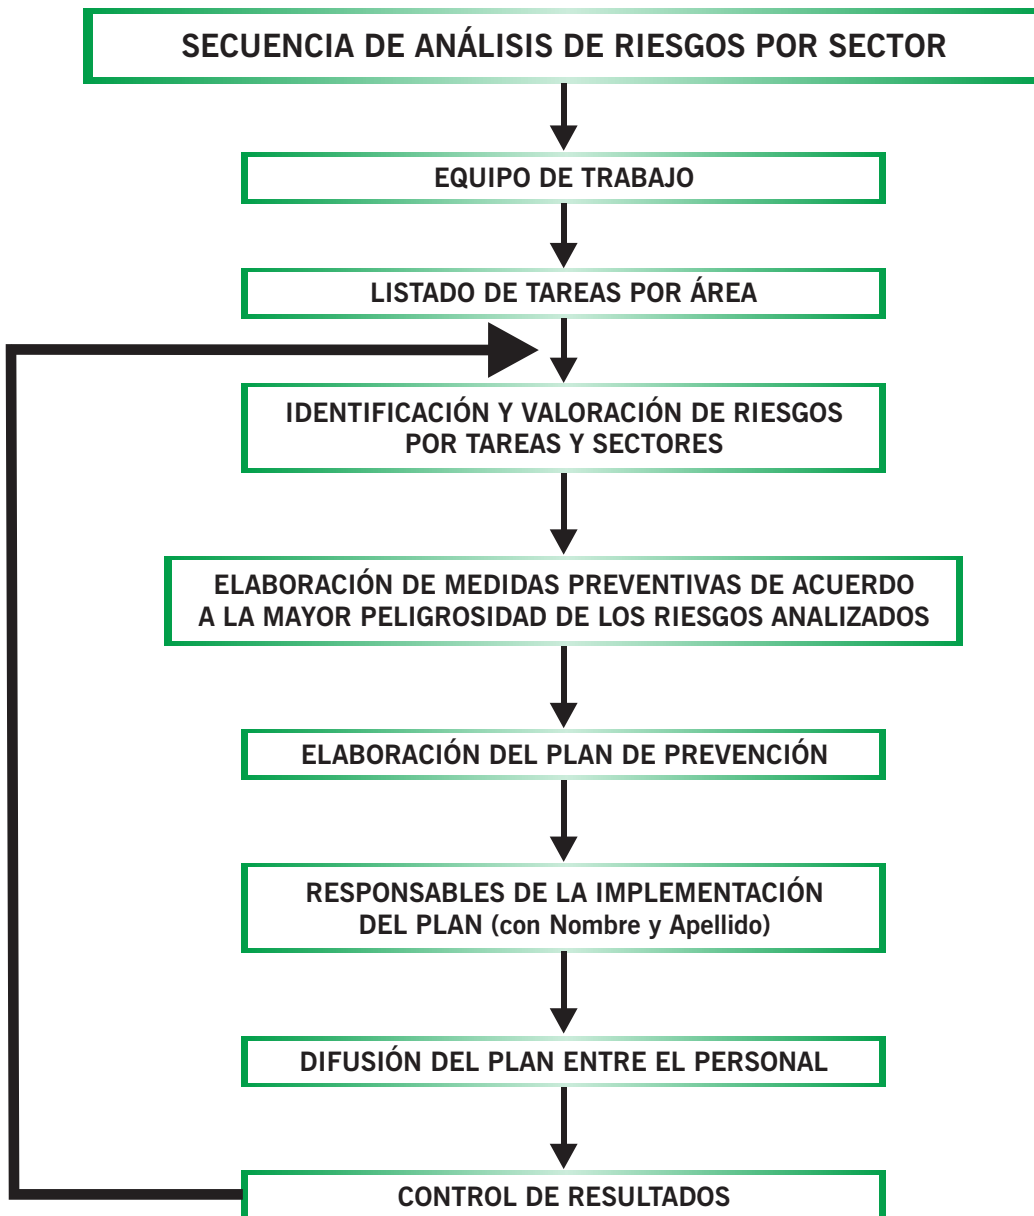 SECUENCIA DE ANÁLISIS DE RIESGOS POR SECTOR
EQUIPO DE TRABAJO
LISTADO DE TAREAS POR ÁREA
IDENTIFICACIÓN Y VALORACIÓN DE RIESGOS
POR TAREAS Y SECTORES
ELABORACIÓN DE MEDIDAS PREVENTIVAS DE ACUERDO
A LA MAYOR PELIGROSIDAD DE LOS RIESGOS ANALIZADOS
ELABORACIÓN DEL PLAN DE PREVENCIÓN
RESPONSABLES DE LA IMPLEMENTACIÓN
DEL PLAN (con Nombre y Apellido)
DIFUSIÓN DEL PLAN ENTRE EL PERSONAL
CONTROL DE RESULTADOS